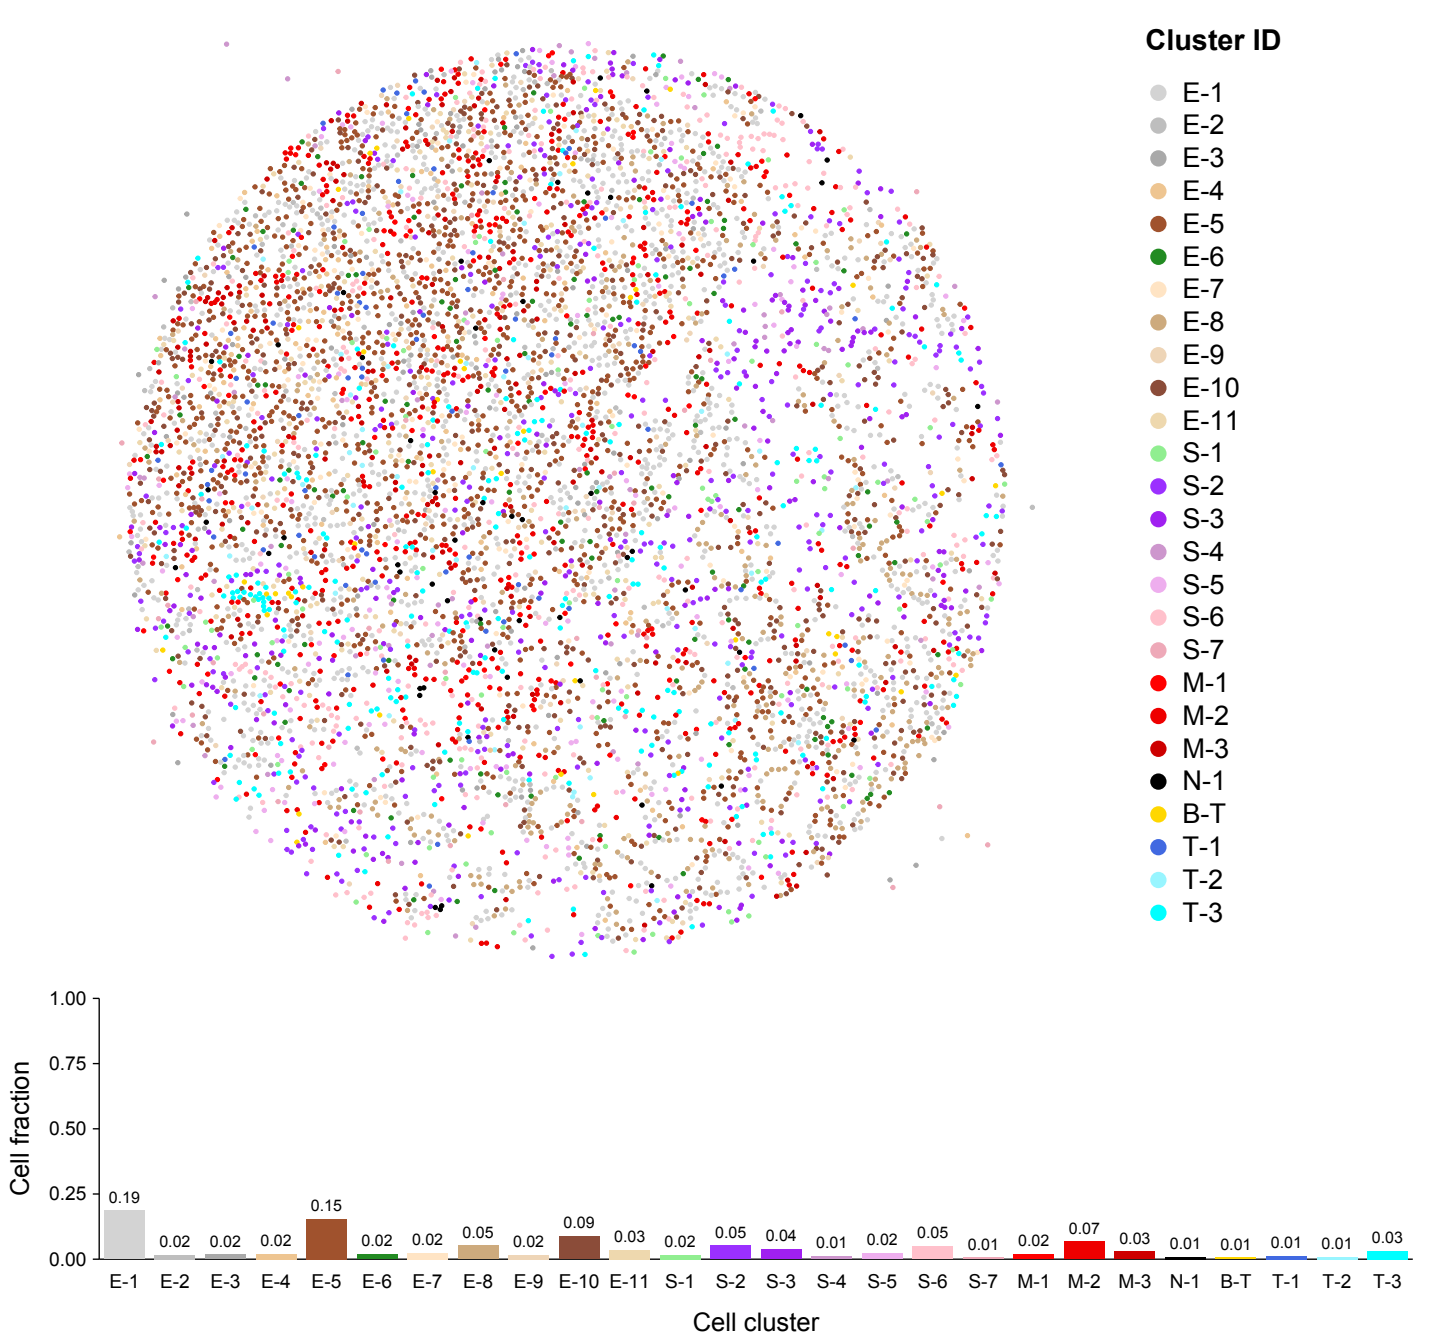 Cluster ID
E-1
E-2
E-3
E-4
E-5
E-6
E-7
E-8
E-9
E-10
E-11
S-1
S-2
S-3
S-4
S-5
S-6
S-7
M-1
M-2
M-3
N-1
B-T
T-1
T-2
T-3
1.00
0.75
0.50
0.25
0.00
Cell fraction
0.19 0.02 0.02 0.02 0.15 0.02 0.02 0.05 0.02 0.09 0.03 0.02 0.05 0.04 0.01 0.02 0.05 0.01 0.02 0.07 0.03 0.01 0.01 0.01 0.01 0.03
E-1 E-2 E-3 E-4 E-5 E-6 E-7 E-8 E-9 E-10 E-11 S-1 S-2 S-3 S-4 S-5 S-6 S-7 M-1 M-2 M-3 N-1 B-T T-1 T-2 T-3
Cell cluster